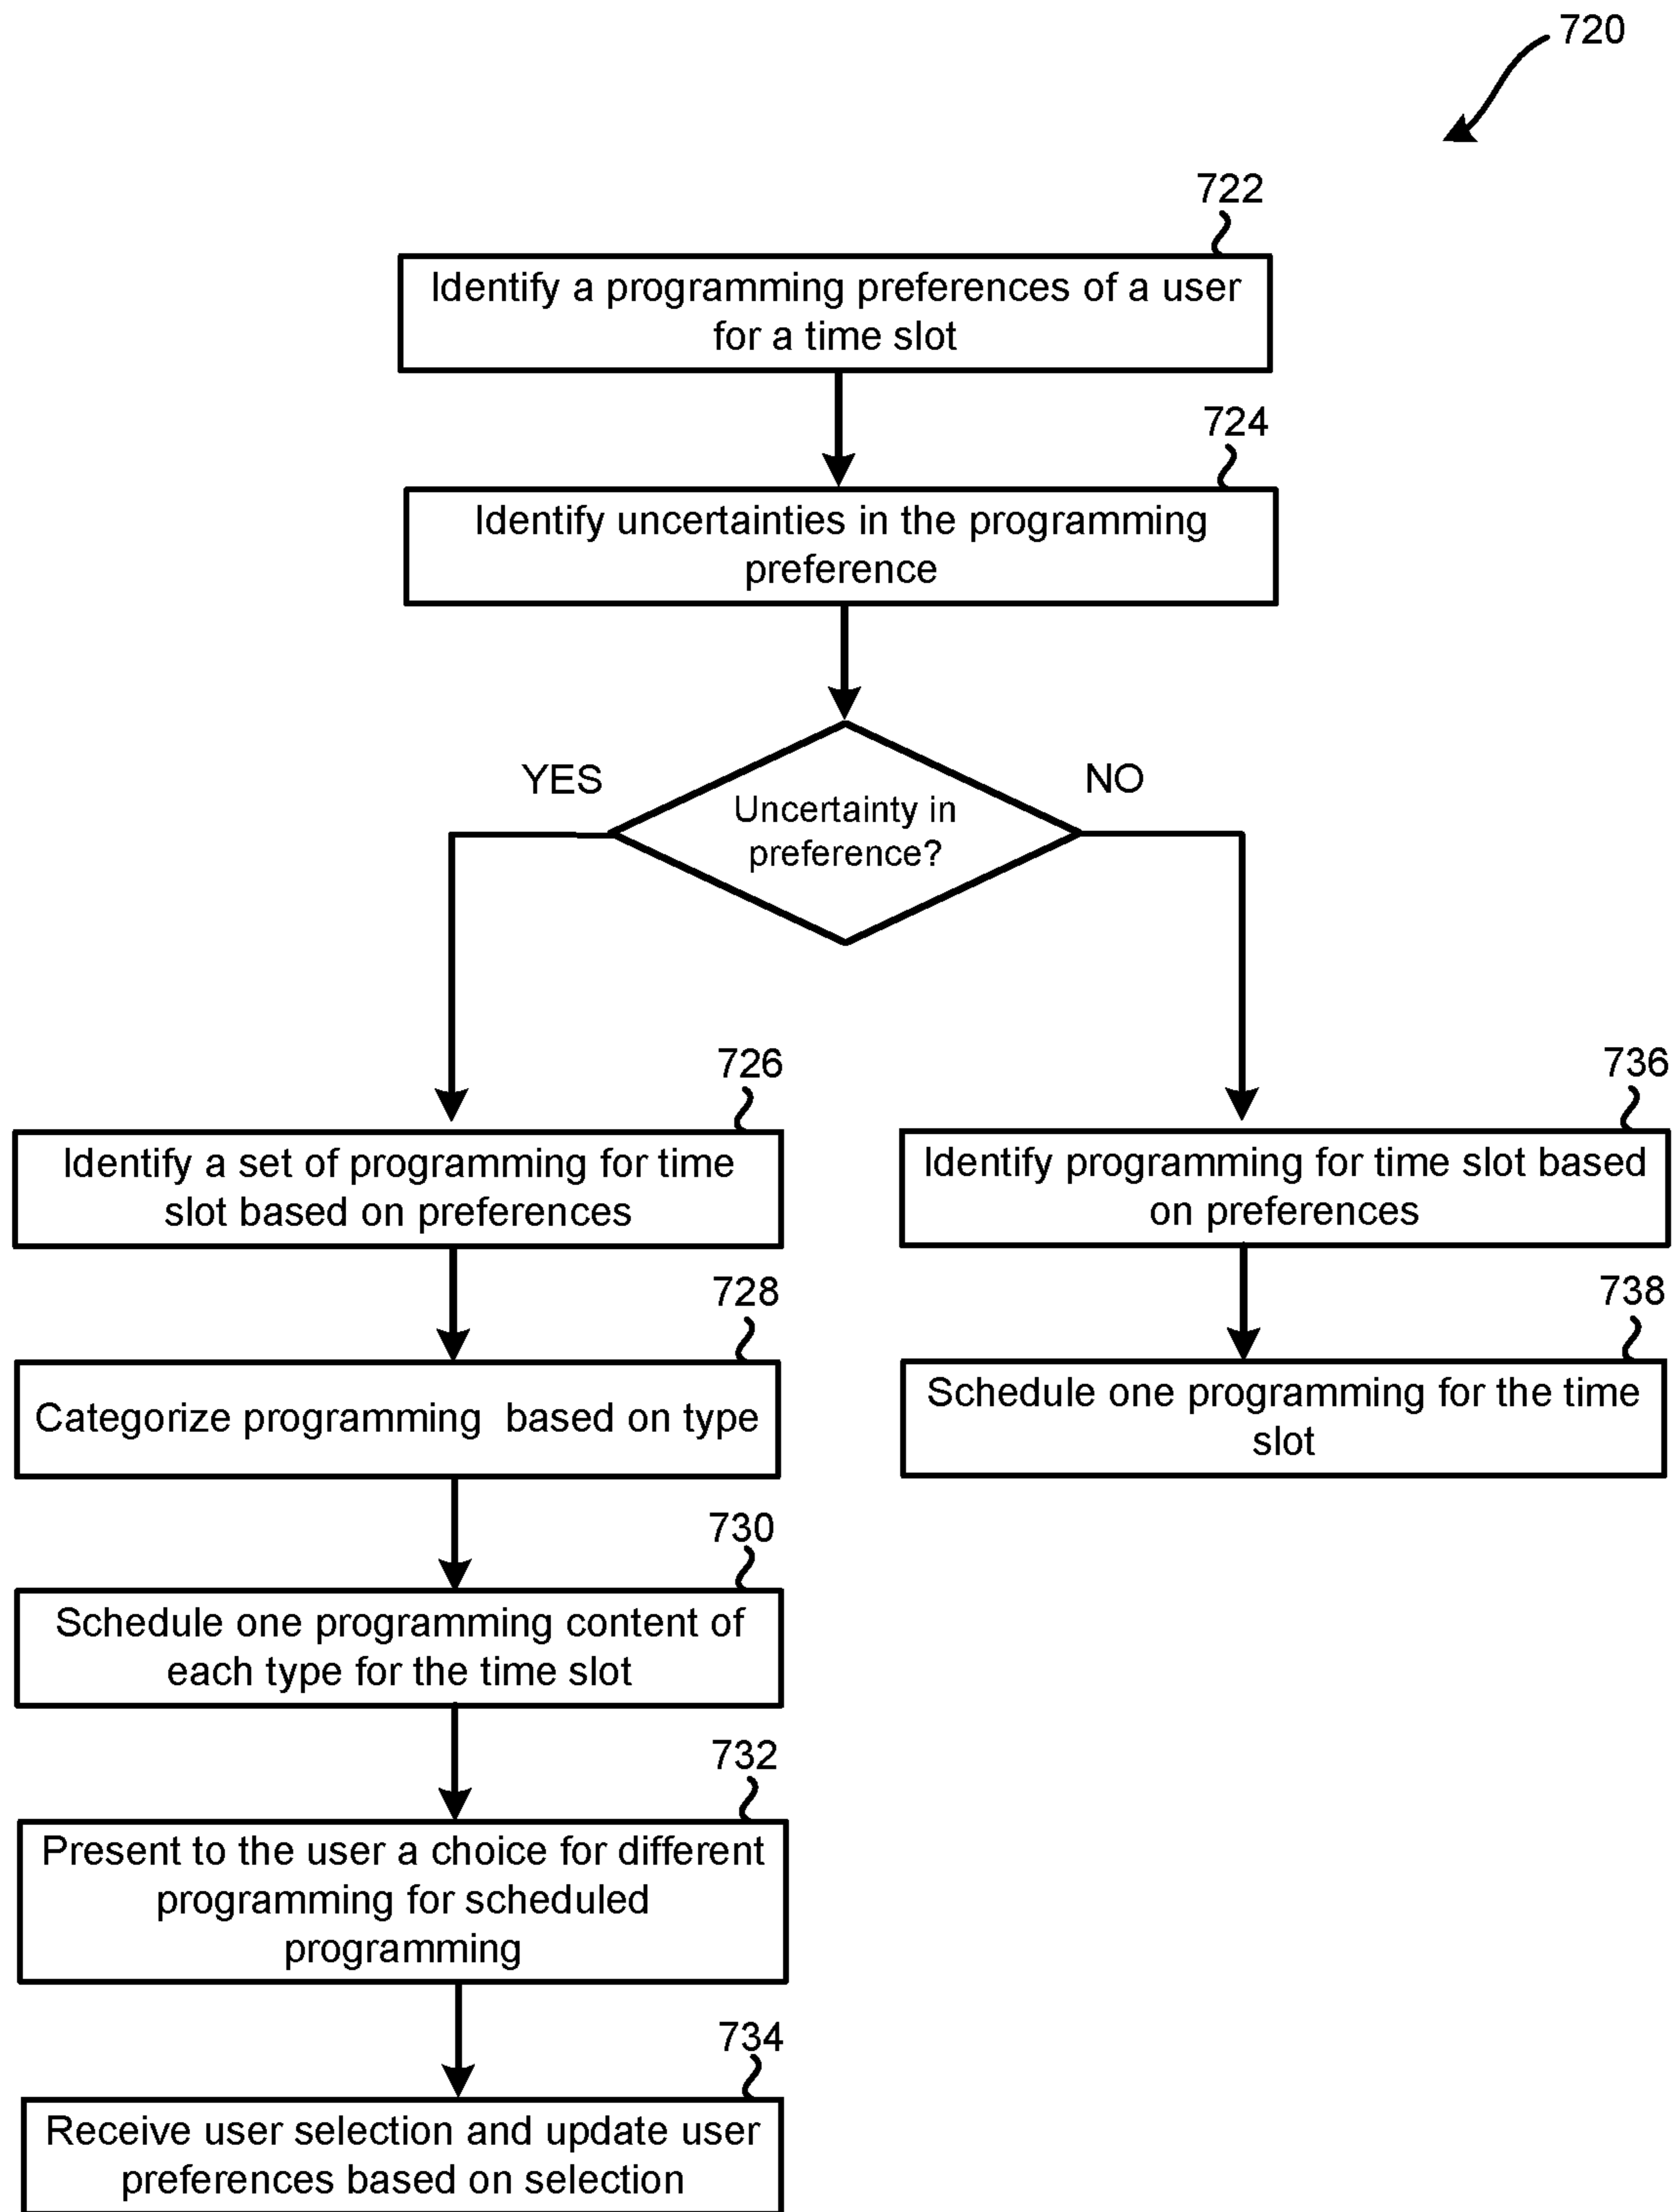 720
722
Identify a programming preferences of a user
for a time slot
724
Identify uncertainties in the programming
preference
YES
NO
Uncertainty in
preference?
726
Identify a set of programming for time
slot based on preferences
736
Identify programming for time slot based
on preferences
728
Categorize programming based on type
738
Schedule one programming for the time
slot
730
Schedule one programming content of
each type for the time slot
732
Present to the user a choice for different
programming for scheduled
programming
734
Receive user selection and update user
preferences based on selection